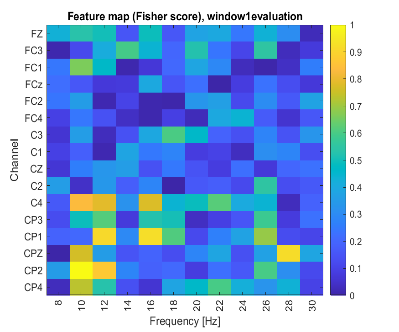 Feature map (Fisher score), window1evaluation
Channel
FZ
FC3
FC1
FCz
FC2
FC4
C3
C1
CZ
C2
C4
CP3
CP1
CPZ
CP2
CP4
8 10 12 14 16 18 20 22 24 26 28 30
Frequency [Hz]
1
0.9
0.8
0.7
0.6
0.5
0.4
0.3
0.2
0.1
0